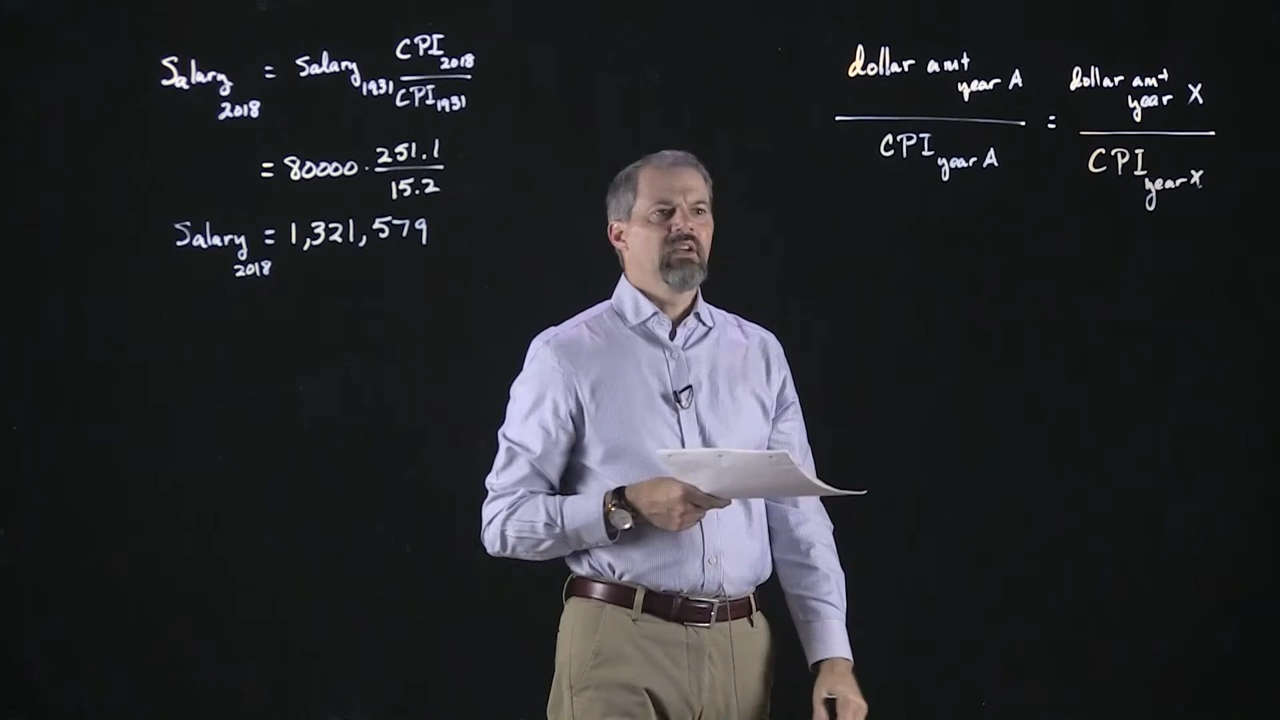 Salary 2018 = Salary 1931 CPI 2018 / CPI 1931
= 80000 · 251.1 / 15.2
Salary 2018 = 1,321,579
dollar amt year A / CPI year A = dollar amt year X / CPI year X